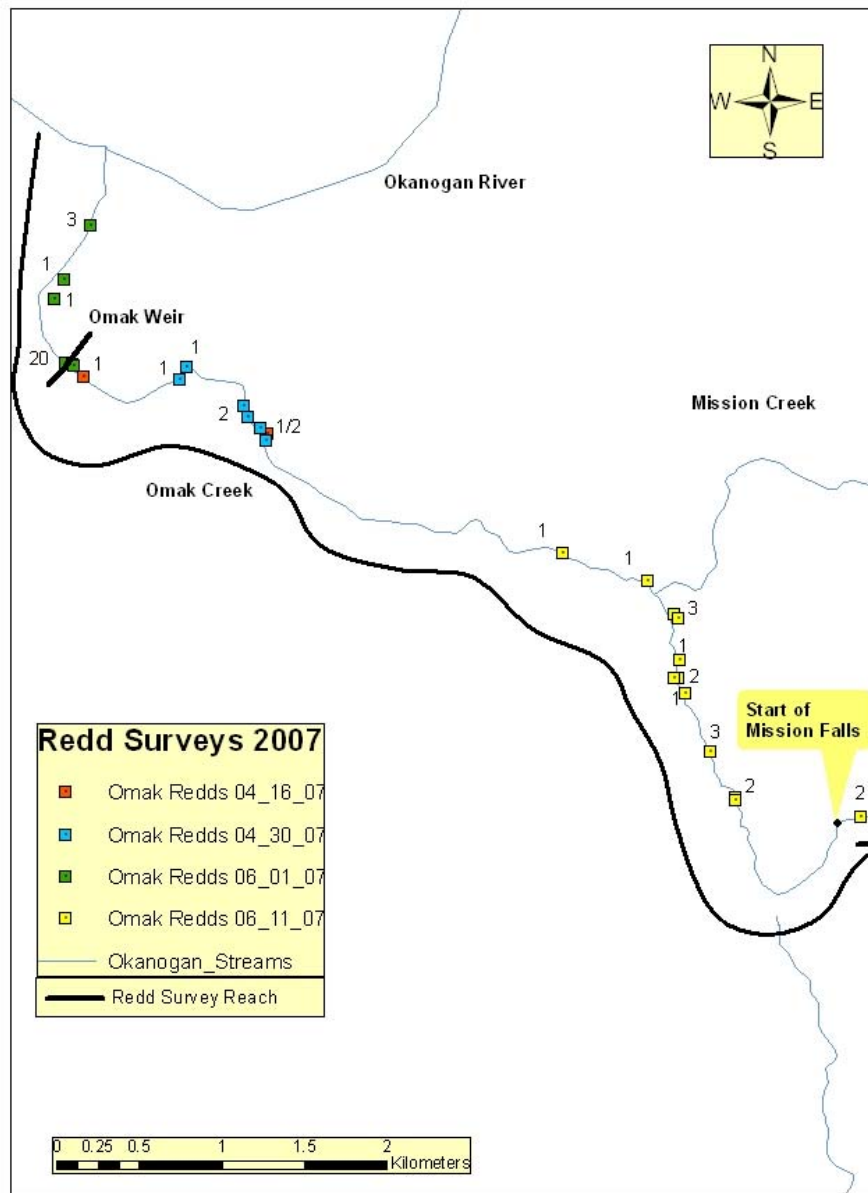 N
W E
S
Okanogan River
3
1
1
Omak Weir
20
1
1
1
2
1/2
Omak Creek
Mission Creek
1
1
3
1
2
1
3
2
Start of
Mission Falls
2
Redd Surveys 2007
Omak Redds 04_16_07
Omak Redds 04_30_07
Omak Redds 06_01_07
Omak Redds 06_11_07
Okanogan_Streams
Redd Survey Reach
0 0.25 0.5 1 1.5 2
Kilometers